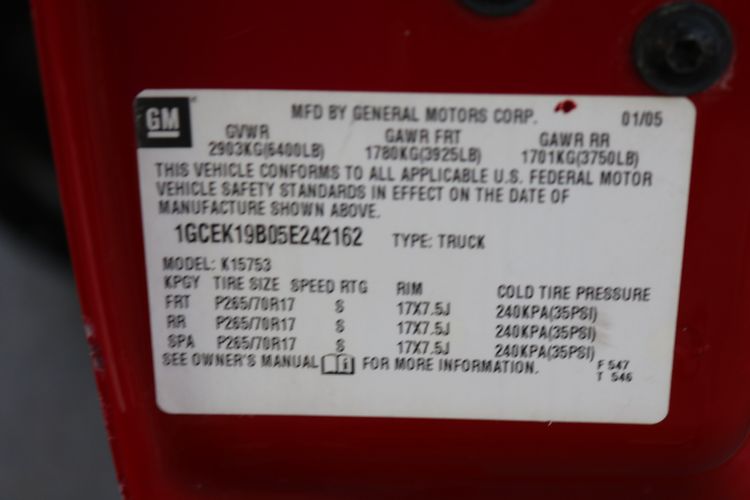 GM MFD BY GENERAL MOTORS CORP. 01/05
GVWR GAWR FRT GAWR RR
2903KG(6400LB) 1780KG(3925LB) 1701KG(3750LB)
THIS VEHICLE CONFORMS TO ALL APPLICABLE U.S. FEDERAL MOTOR
VEHICLE SAFETY STANDARDS IN EFFECT ON THE DATE OF
MANUFACTURE SHOWN ABOVE.
1GCEK19B05E242162 TYPE: TRUCK
MODEL: K15753
KPGY TIRE SIZE SPEED RTG RIM COLD TIRE PRESSURE
FRT P265/70R17 S 17X7.5J 240KPA(35PSI)
RR P265/70R17 S 17X7.5J 240KPA(35PSI)
SPA P265/70R17 S 17X7.5J 240KPA(35PSI)
SEE OWNER'S MANUAL FOR MORE INFORMATION. F 547
T 546